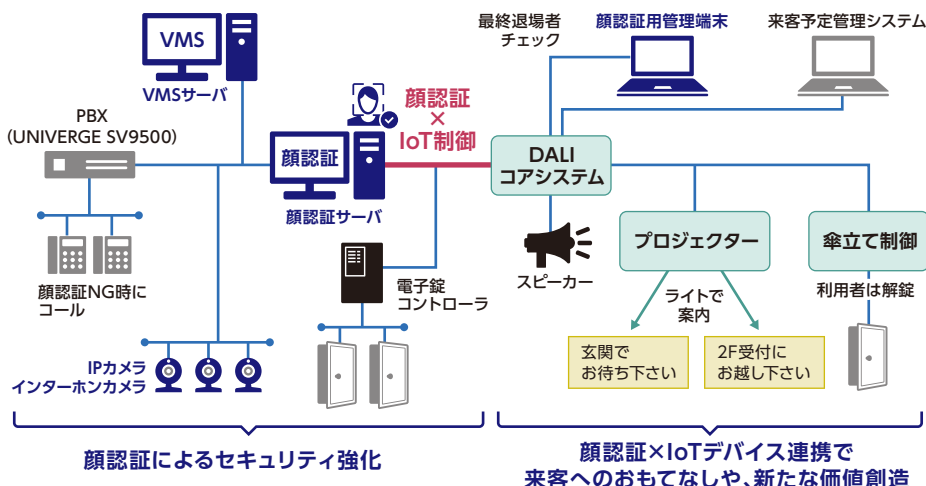 VMS
VMSサーバ
PBX
（UNIVERGE SV9500）
顔認証NG時に
コール
IPカメラ
インターホンカメラ
顔認証
顔認証サーバ
顔認証
×
IoT制御
電子錠
コントローラ
最終退場者
チェック
顔認証用管理端末
来客予定管理システム
DALI
コアシステム
スピーカー
プロジェクター
ライトで
案内
玄関で
お待ち下さい
2F受付に
お越し下さい
傘立て制御
利用者は解錠
顔認証によるセキュリティ強化
顔認証×IoTデバイス連携で
来客へのおもてなしや、新たな価値創造